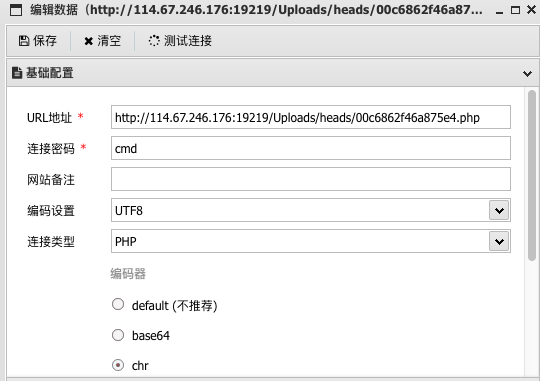 编辑数据（http://114.67.246.176:19219/Uploads/heads/00c6862f46a87...
保存 清空 测试连接
基础配置
URL地址 * http://114.67.246.176:19219/Uploads/heads/00c6862f46a875e4.php
连接密码 * cmd
网站备注
编码设置 UTF8
连接类型 PHP
编码器
default (不推荐)
base64
chr